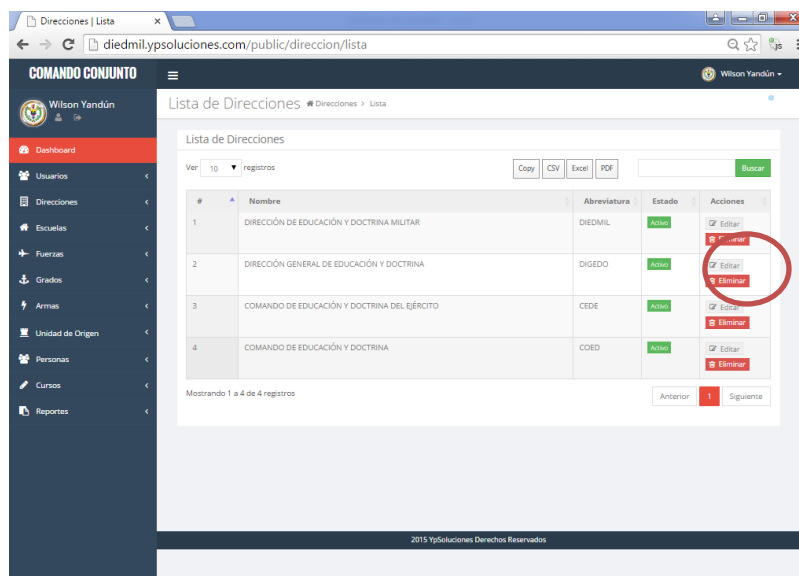 Direcciones | Lista
diedmil.ypsoluciones.com/public/direccion/lista
COMANDO CONJUNTO
Wilson Yandún
Wilson Yandún
Lista de Direcciones Direcciones > Lista
Dashboard
Usuarios
Direcciones
Escuelas
Fuerzas
Grados
Armas
Unidad de Origen
Personas
Cursos
Reportes
Lista de Direcciones
Ver 10 registros
Copy CSV Excel PDF
Buscar
# Nombre Abreviatura Estado Acciones
1 DIRECCIÓN DE EDUCACIÓN Y DOCTRINA MILITAR DIEDMIL Activo Editar
Eliminar
2 DIRECCIÓN GENERAL DE EDUCACIÓN Y DOCTRINA DIGEDO Activo Editar
Eliminar
3 COMANDO DE EDUCACIÓN Y DOCTRINA DEL EJÉRCITO CEDE Activo Editar
Eliminar
4 COMANDO DE EDUCACIÓN Y DOCTRINA COED Activo Editar
Eliminar
Mostrando 1 a 4 de 4 registros
Anterior 1 Siguiente
2015 YpSoluciones Derechos Reservados